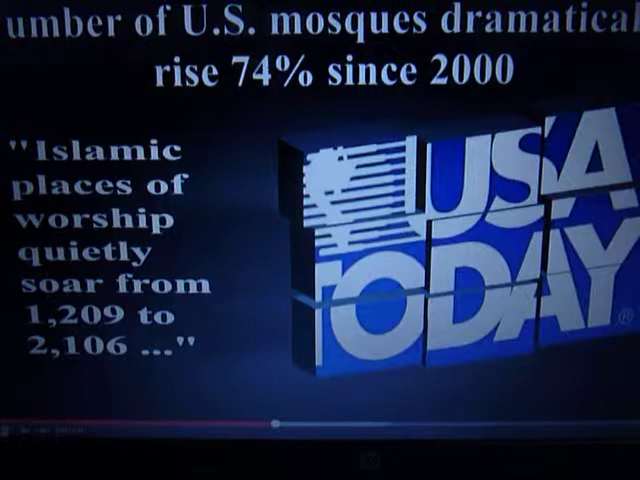 umber of U.S. mosques dramatical
rise 74% since 2000
"Islamic
places of
worship
quietly
soar from
1,209 to
2,106 ..."
USA
TODAY®